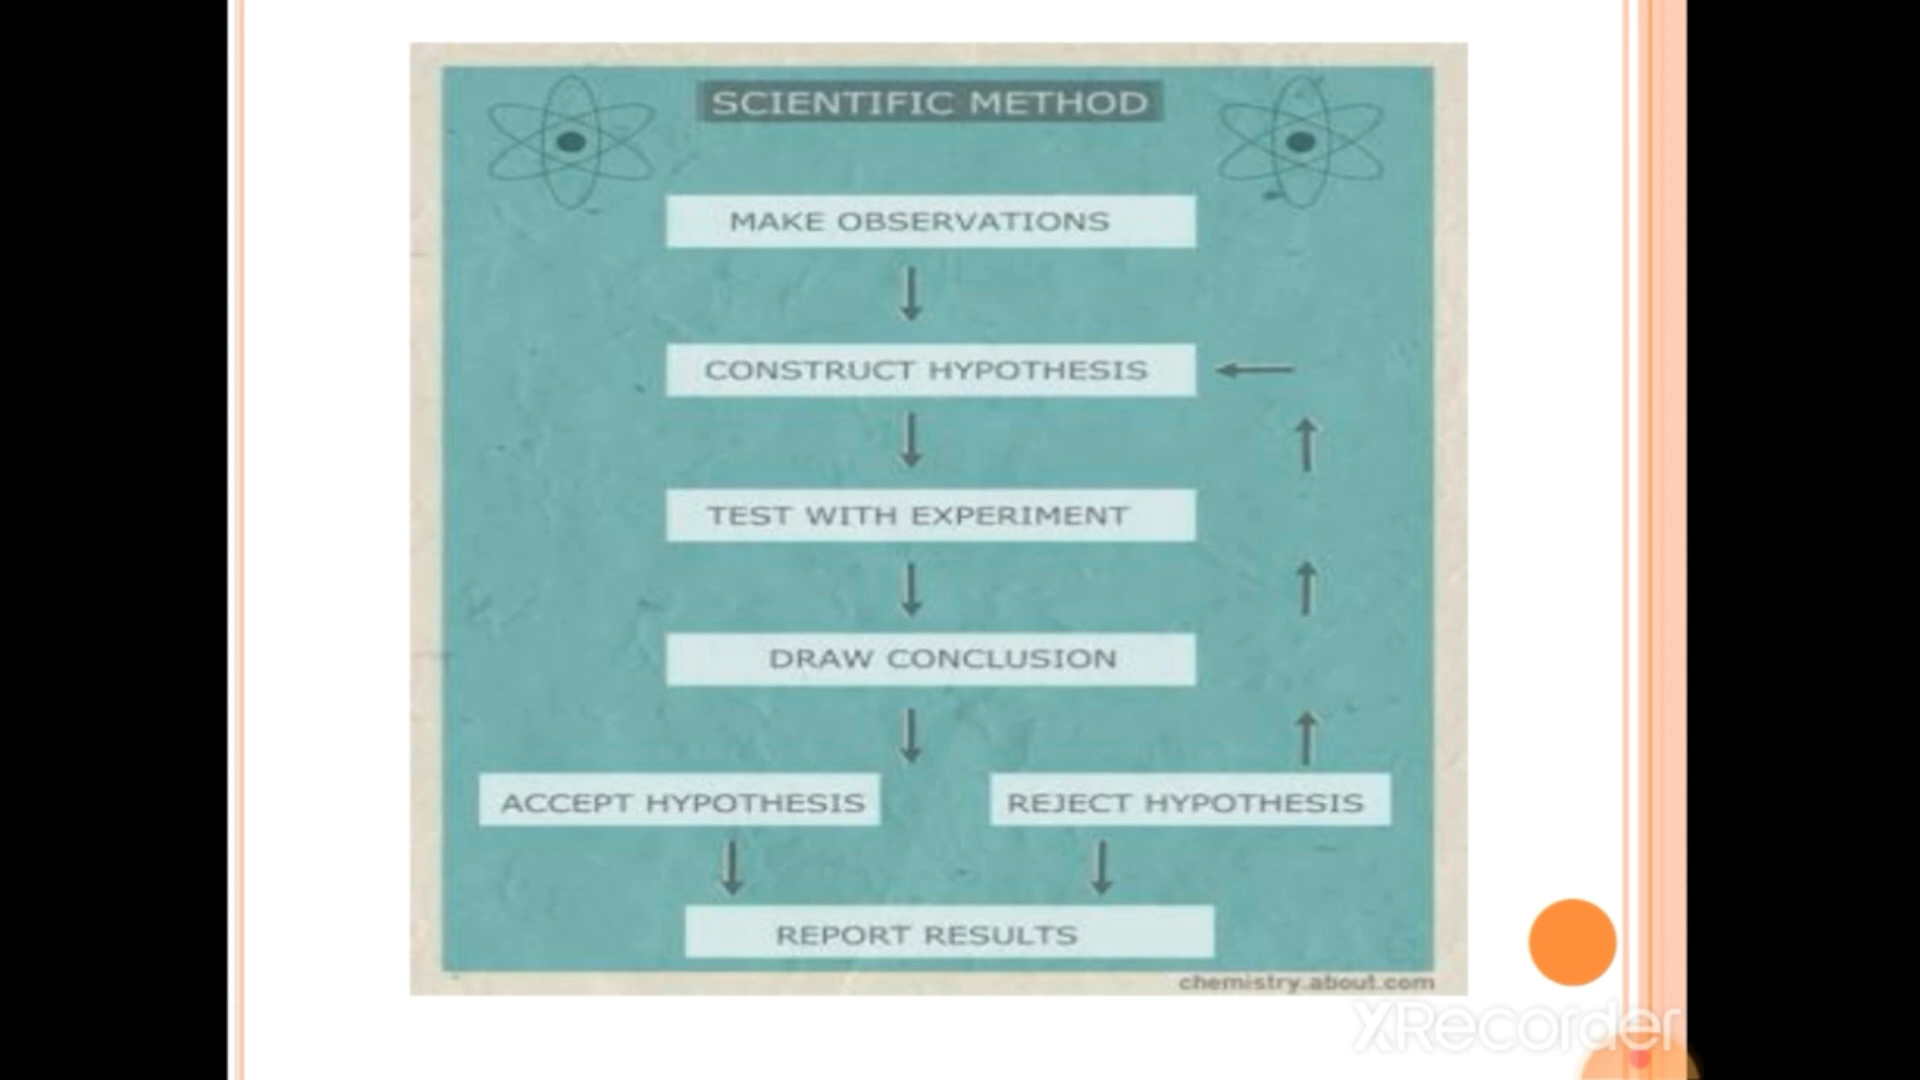 SCIENTIFIC METHOD
MAKE OBSERVATIONS
CONSTRUCT HYPOTHESIS
TEST WITH EXPERIMENT
DRAW CONCLUSION
ACCEPT HYPOTHESIS
REJECT HYPOTHESIS
REPORT RESULTS
chemistry.about.com
XRecorder